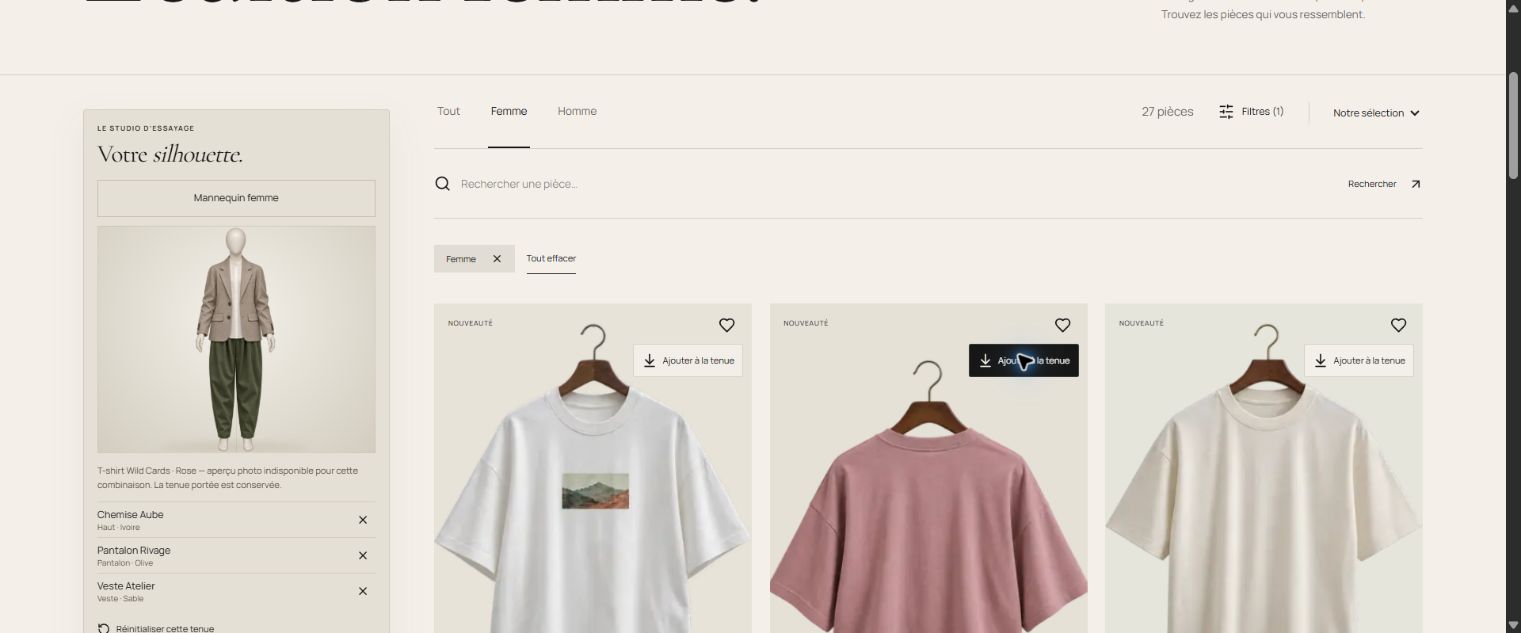 Trouvez les pièces qui vous ressemblent.
LE STUDIO D'ESSAYAGE
Votre silhouette.
Mannequin femme
T-shirt Wild Cards · Rose — aperçu photo indisponible pour cette
combinaison. La tenue portée est conservée.
Chemise Aube
Haut · Ivoire
Pantalon Rivage
Pantalon · Olive
Veste Atelier
Veste · Sable
Réinitialiser cette tenue
Tout Femme Homme 27 pièces Filtres (1) Notre sélection
Rechercher une pièce... Rechercher
Femme Tout effacer
NOUVEAUTÉ
Ajouter à la tenue
NOUVEAUTÉ
la tenue
NOUVEAUTÉ
Ajouter à la tenue